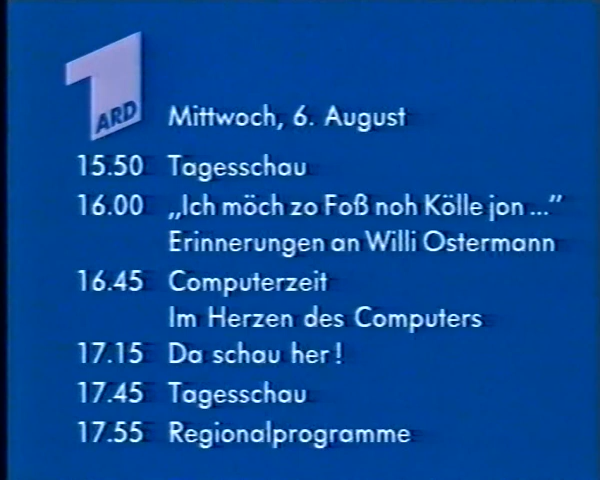 1
ARD
Mittwoch, 6. August
15.50 Tagesschau
16.00 „Ich möch zo Foß noh Kölle jon ...”
Erinnerungen an Willi Ostermann
16.45 Computerzeit
Im Herzen des Computers
17.15 Da schau her!
17.45 Tagesschau
17.55 Regionalprogramme